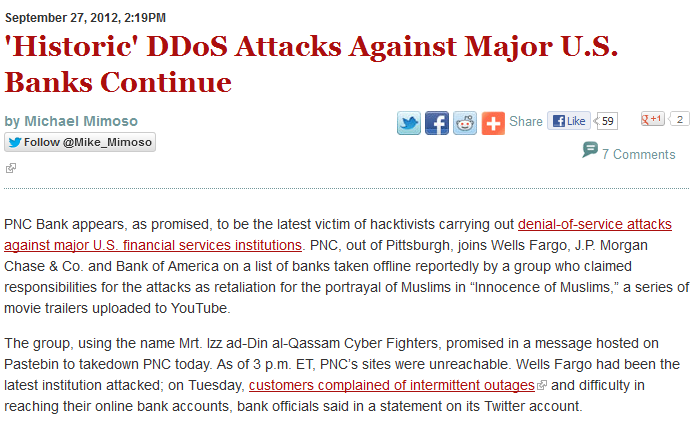 September 27, 2012, 2:19PM
'Historic' DDoS Attacks Against Major U.S.
Banks Continue
by Michael Mimoso
Share
Like
59
+1
2
Follow @Mike_Mimoso
7 Comments
PNC Bank appears, as promised, to be the latest victim of hacktivists carrying out denial-of-service attacks
against major U.S. financial services institutions. PNC, out of Pittsburgh, joins Wells Fargo, J.P. Morgan
Chase & Co. and Bank of America on a list of banks taken offline reportedly by a group who claimed
responsibilities for the attacks as retaliation for the portrayal of Muslims in “Innocence of Muslims,” a series of
movie trailers uploaded to YouTube.
The group, using the name Mrt. Izz ad-Din al-Qassam Cyber Fighters, promised in a message hosted on
Pastebin to takedown PNC today. As of 3 p.m. ET, PNC’s sites were unreachable. Wells Fargo had been the
latest institution attacked; on Tuesday, customers complained of intermittent outages and difficulty in
reaching their online bank accounts, bank officials said in a statement on its Twitter account.